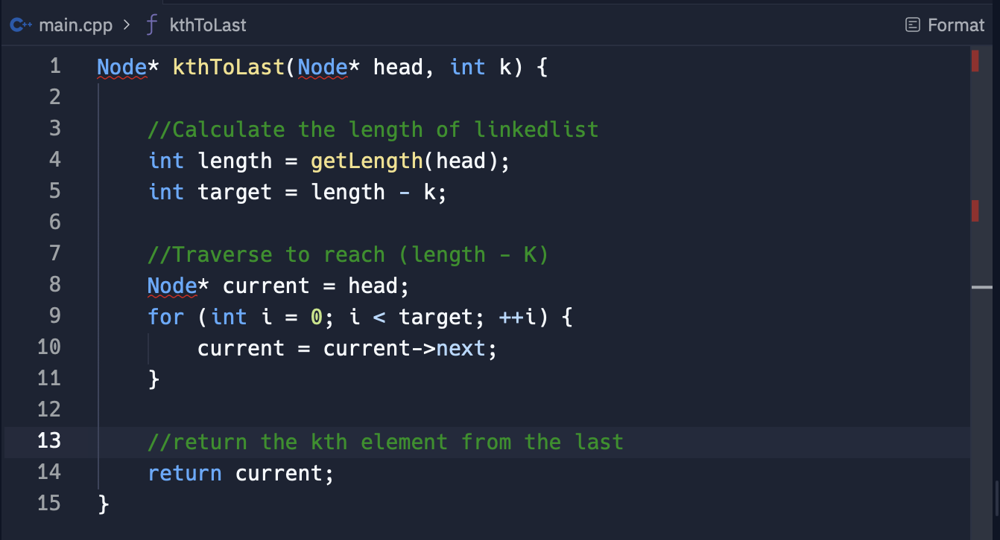 C++ main.cpp > ƒ kthToLast Format
1 Node* kthToLast(Node* head, int k) {
2
3     //Calculate the length of linkedlist
4     int length = getLength(head);
5     int target = length - k;
6
7     //Traverse to reach (length - K)
8     Node* current = head;
9     for (int i = 0; i < target; ++i) {
10         current = current->next;
11     }
12
13     //return the kth element from the last
14     return current;
15 }